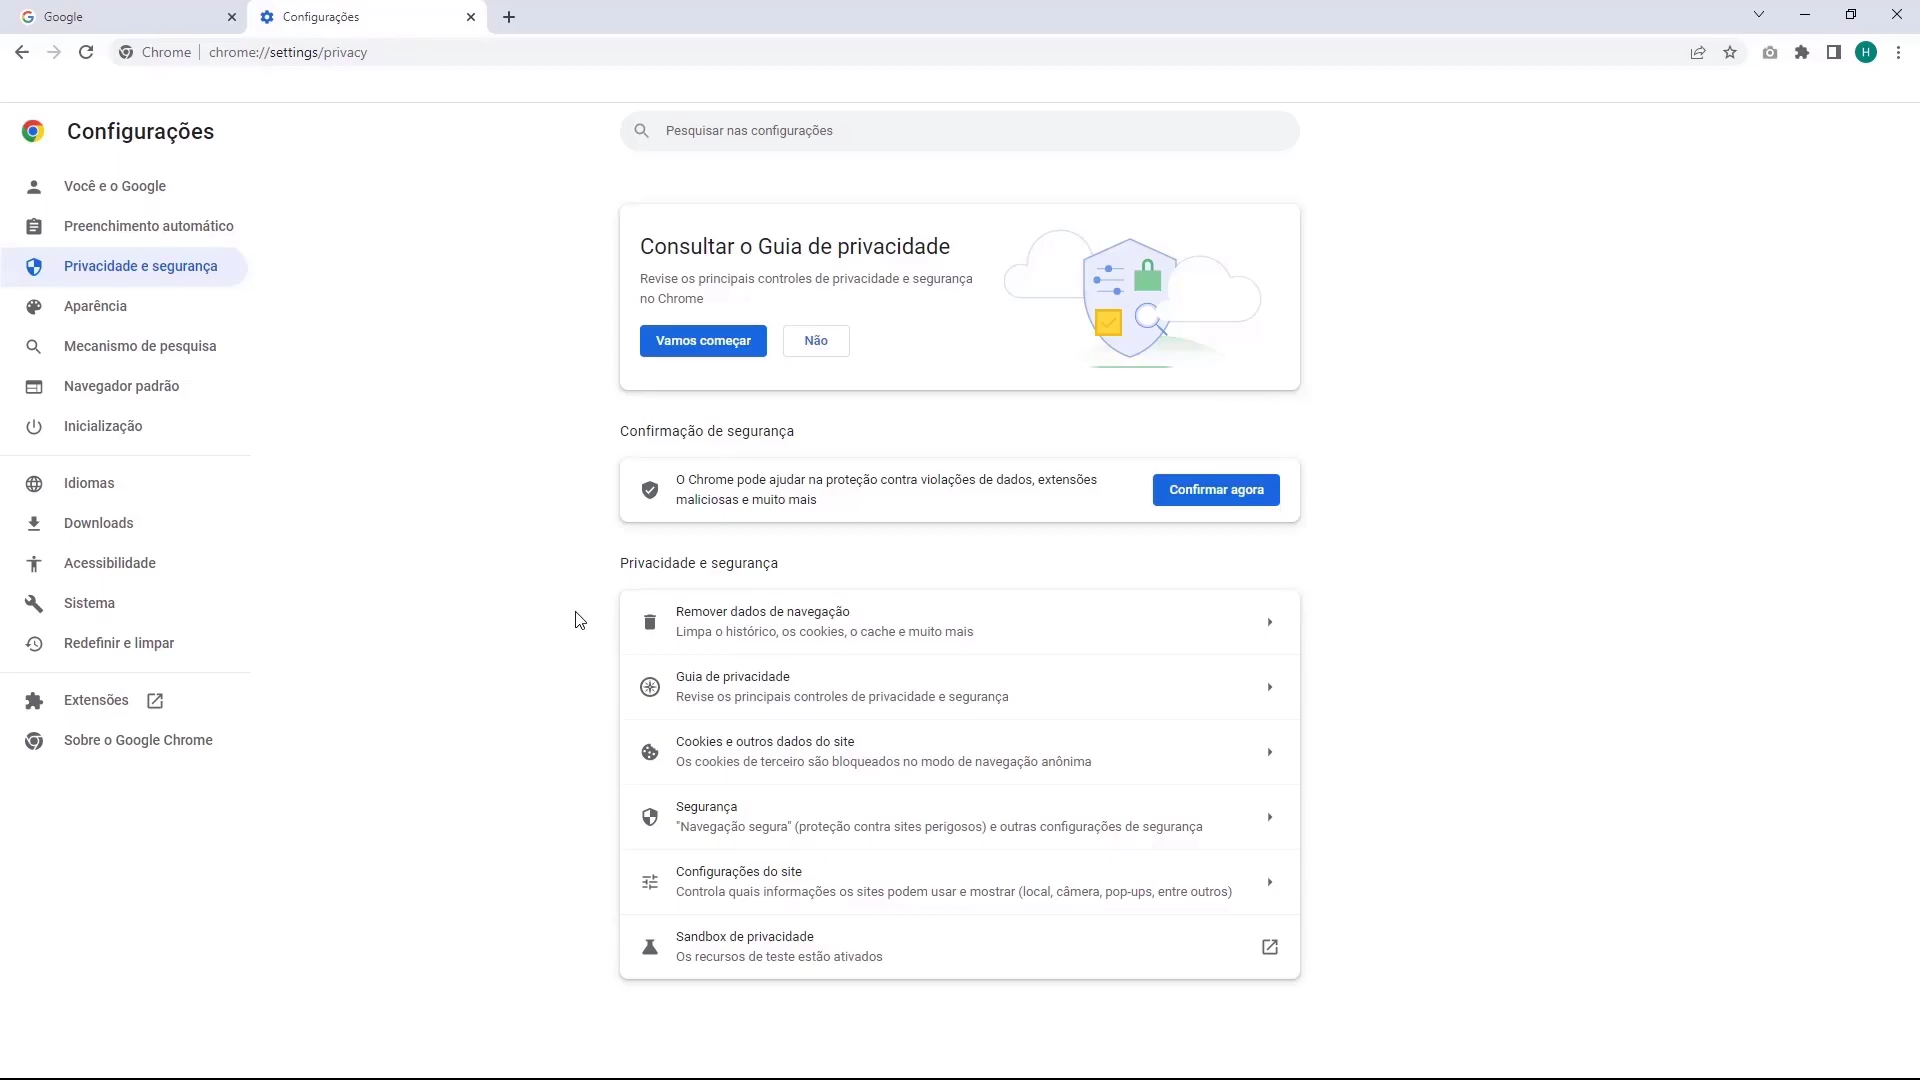 Google
Configurações
Chrome
chrome://settings/privacy
H
Configurações
Pesquisar nas configurações
Você e o Google
Preenchimento automático
Privacidade e segurança
Aparência
Mecanismo de pesquisa
Navegador padrão
Inicialização
Idiomas
Downloads
Acessibilidade
Sistema
Redefinir e limpar
Extensões
Sobre o Google Chrome
Consultar o Guia de privacidade
Revise os principais controles de privacidade e segurança
no Chrome
Vamos começar
Não
Confirmação de segurança
O Chrome pode ajudar na proteção contra violações de dados, extensões
maliciosas e muito mais
Confirmar agora
Privacidade e segurança
Remover dados de navegação
Limpa o histórico, os cookies, o cache e muito mais
Guia de privacidade
Revise os principais controles de privacidade e segurança
Cookies e outros dados do site
Os cookies de terceiro são bloqueados no modo de navegação anônima
Segurança
"Navegação segura" (proteção contra sites perigosos) e outras configurações de segurança
Configurações do site
Controla quais informações os sites podem usar e mostrar (local, câmera, pop-ups, entre outros)
Sandbox de privacidade
Os recursos de teste estão ativados